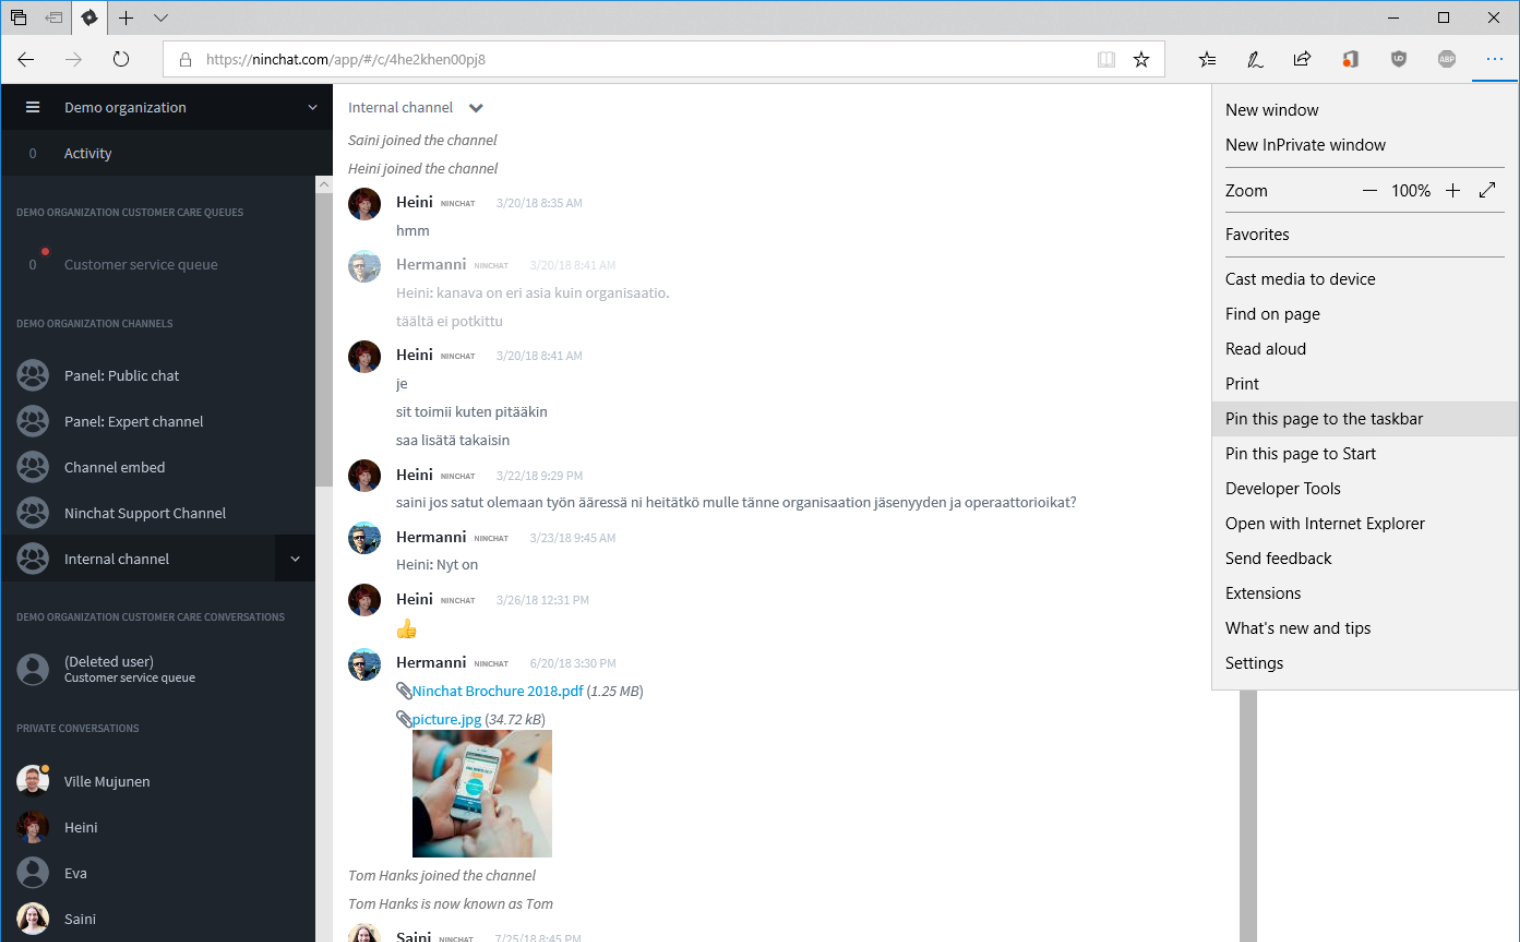 https://ninchat.com/app/#/c/4he2khen00pj8
UD
ABP
Demo organization
0 Activity
DEMO ORGANIZATION CUSTOMER CARE QUEUES
0 Customer service queue
DEMO ORGANIZATION CHANNELS
Panel: Public chat
Panel: Expert channel
Channel embed
Ninchat Support Channel
Internal channel
DEMO ORGANIZATION CUSTOMER CARE CONVERSATIONS
(Deleted user)
Customer service queue
PRIVATE CONVERSATIONS
Ville Mujunen
Heini
Eva
Saini
Internal channel
Saini joined the channel
Heini joined the channel
Heini NINCHAT 3/20/18 8:35 AM
hmm
Hermanni NINCHAT 3/20/18 8:41 AM
Heini: kanava on eri asia kuin organisaatio.
täältä ei potkittu
Heini NINCHAT 3/20/18 8:41 AM
je
sit toimii kuten pitääkin
saa lisätä takaisin
Heini NINCHAT 3/22/18 9:29 PM
saini jos satut olemaan työn ääressä ni heitätkö mulle tänne organisaation jäsenyyden ja operaattorioikat?
Hermanni NINCHAT 3/23/18 9:45 AM
Heini: Nyt on
Heini NINCHAT 3/26/18 12:31 PM
👍
Hermanni NINCHAT 6/20/18 3:30 PM
Ninchat Brochure 2018.pdf (1.25 MB)
picture.jpg (34.72 kB)
Tom Hanks joined the channel
Tom Hanks is now known as Tom
Saini NINCHAT 7/25/18 8:45 PM
New window
New InPrivate window
Zoom — 100% +
Favorites
Cast media to device
Find on page
Read aloud
Print
Pin this page to the taskbar
Pin this page to Start
Developer Tools
Open with Internet Explorer
Send feedback
Extensions
What's new and tips
Settings